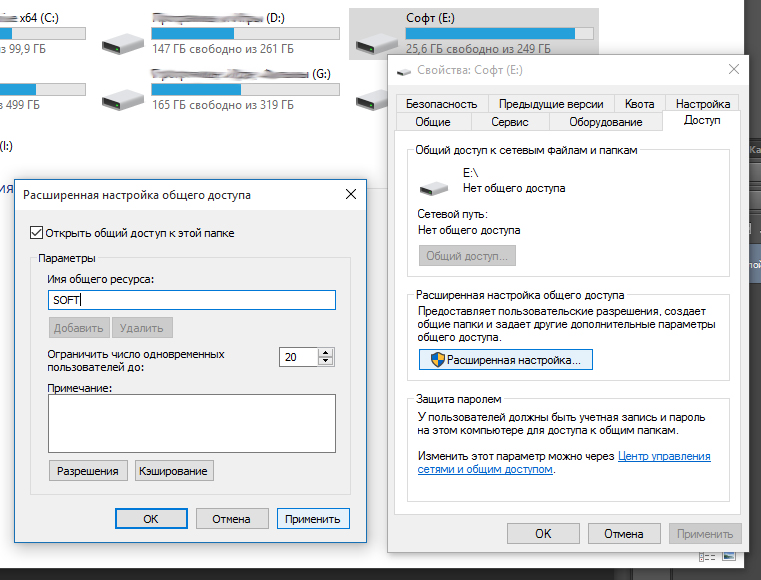 x64 (C:)
(D:)
Софт (E:)
из 99,9 ГБ
147 ГБ свободно из 261 ГБ
25,6 ГБ свободно из 249 ГБ
(G:)
из 499 ГБ
165 ГБ свободно из 319 ГБ
(I:)
Свойства: Софт (E:)
Безопасность
Предыдущие версии
Квота
Настройка
Общие
Сервис
Оборудование
Доступ
Общий доступ к сетевым файлам и папкам
E:\
Нет общего доступа
Сетевой путь:
Нет общего доступа
Общий доступ...
Расширенная настройка общего доступа
Предоставляет пользовательские разрешения, создает
общие папки и задает другие дополнительные параметры
общего доступа.
Расширенная настройка...
Защита паролем
У пользователей должны быть учетная запись и пароль
на этом компьютере для доступа к общим папкам.
Изменить этот параметр можно через Центр управления
сетями и общим доступом.
OK
Отмена
Применить
Расширенная настройка общего доступа
Открыть общий доступ к этой папке
Параметры
Имя общего ресурса:
SOFT
Добавить
Удалить
Ограничить число одновременных
пользователей до:
20
Примечание:
Разрешения
Кэширование
OK
Отмена
Применить